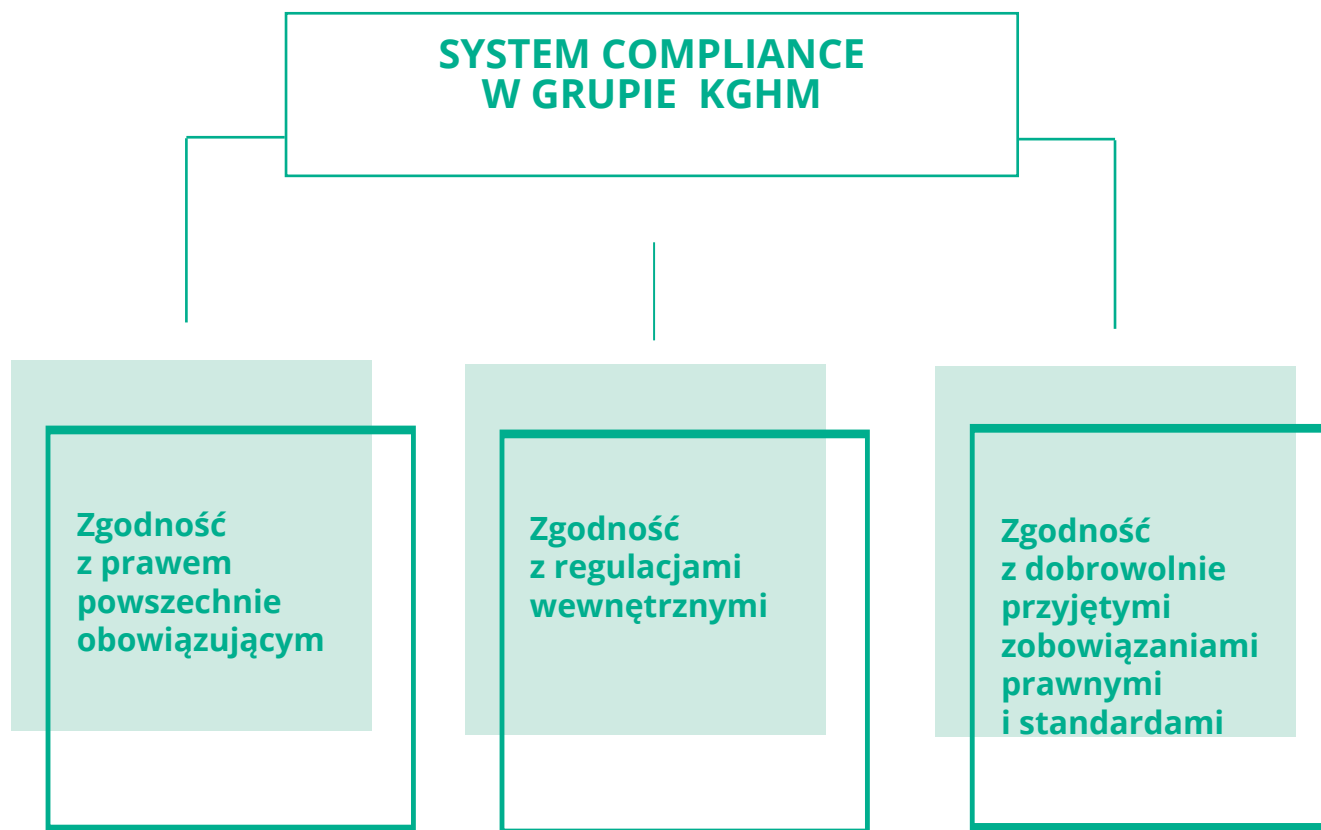 SYSTEM COMPLIANCE
W GRUPIE KGHM
Zgodność
z prawem
powszechnie
obowiązującym
Zgodność
z regulacjami
wewnętrznymi
Zgodność
z dobrowolnie
przyjętymi
zobowiązaniami
prawnymi
i standardami